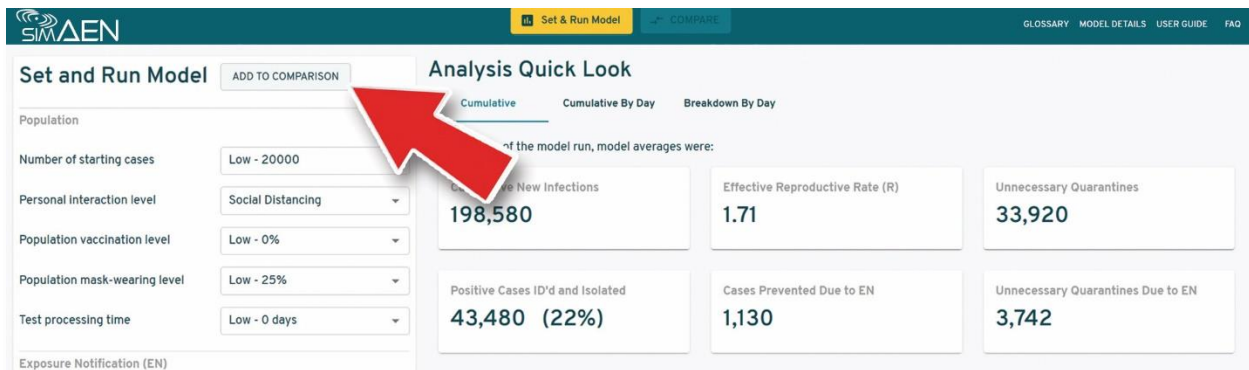 SIMAEN
Set & Run Model
COMPARE
GLOSSARY MODEL DETAILS USER GUIDE FAQ
Set and Run Model
ADD TO COMPARISON
Population
Number of starting cases
Low - 20000
Personal interaction level
Social Distancing
Population vaccination level
Low - 0%
Population mask-wearing level
Low - 25%
Test processing time
Low - 0 days
Exposure Notification (EN)
Analysis Quick Look
Cumulative
Cumulative By Day
Breakdown By Day
of the model run, model averages were:
New Infections
198,580
Effective Reproductive Rate (R)
1.71
Unnecessary Quarantines
33,920
Positive Cases ID'd and Isolated
43,480 (22%)
Cases Prevented Due to EN
1,130
Unnecessary Quarantines Due to EN
3,742